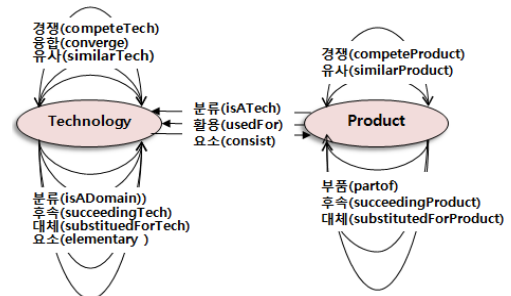 경쟁(competeTech)
융합(converge)
유사(similarTech)
경쟁(competeProduct)
유사(similarProduct)
Technology
분류(isATech)
활용(usedFor)
요소(consist)
Product
분류(isADomain))
후속(succeedingTech)
대체(substituedForTech)
요소(elementary )
부품(partof)
후속(succeedingProduct)
대체(substitutedForProduct)